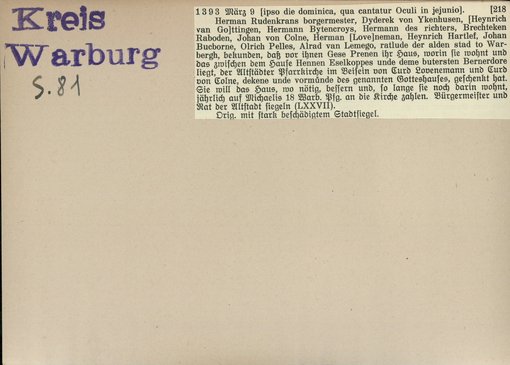 Kreis
Warburg
S. 81
1393 März 9 [ipso die dominica, qua cantatur Oculi in jejunio]. [218
Herman Rudenkrans borgermester, Dyderek von Ykenhusen, [Heynrich
van Go]ttingen, Hermann Bytencroys, Hermann des richters, Brechteken
Raboden, Johan von Colne, Herman [Love]neman, Heynrich Hartlef, Johan
Bucborne, Olrich Pelles, Alrad van Lemego, ratlude der alden stad to War-
bergh, bekunden, daß vor ihnen Gese Prenen ihr Haus, worin sie wohnt und
das zwischen dem Hause Hennen Eselkoppes unde deme butersten Bernerdore
liegt, der Altstädter Pfarrkirche im Beisein von Curd Lovenemann und Curd
von Colne, dekene unde vormünde des genannten Gotteshauses, geschenkt hat.
Sie will das Haus, wo nötig, bessern und, so lange sie noch darin wohnt,
jährlich auf Michaelis 18 Warb. Pfg. an die Kirche zahlen. Bürgermeister und
Rat der Altstadt siegeln (LXXVII).
Orig. mit stark beschädigtem Stadtsiegel.